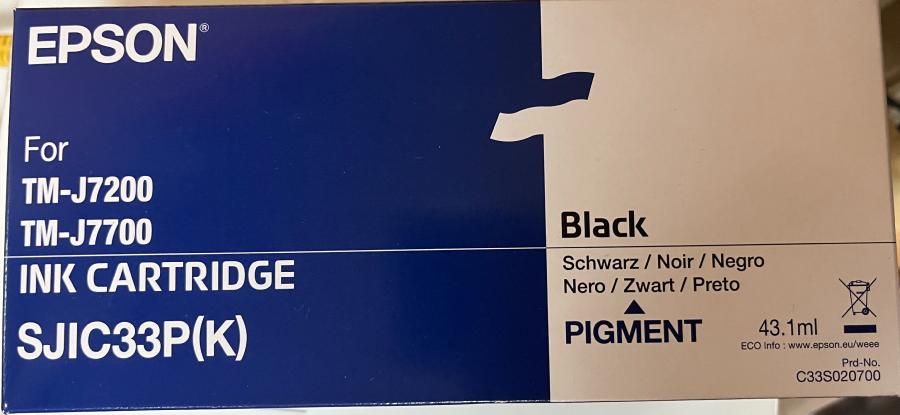 EPSON®
For
TM-J7200
TM-J7700
INK CARTRIDGE
SJIC33P(K)
Black
Schwarz / Noir / Negro
Nero / Zwart / Preto
PIGMENT
43.1ml
ECO Info : www.epson.eu/weee
Prd-No.
C33S020700